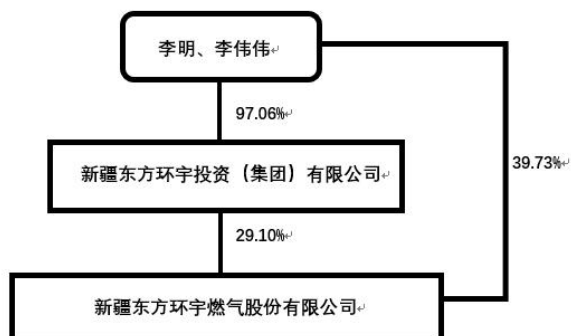 李明、李伟伟
97.06%
新疆东方环宇投资（集团）有限公司
39.73%
29.10%
新疆东方环宇燃气股份有限公司